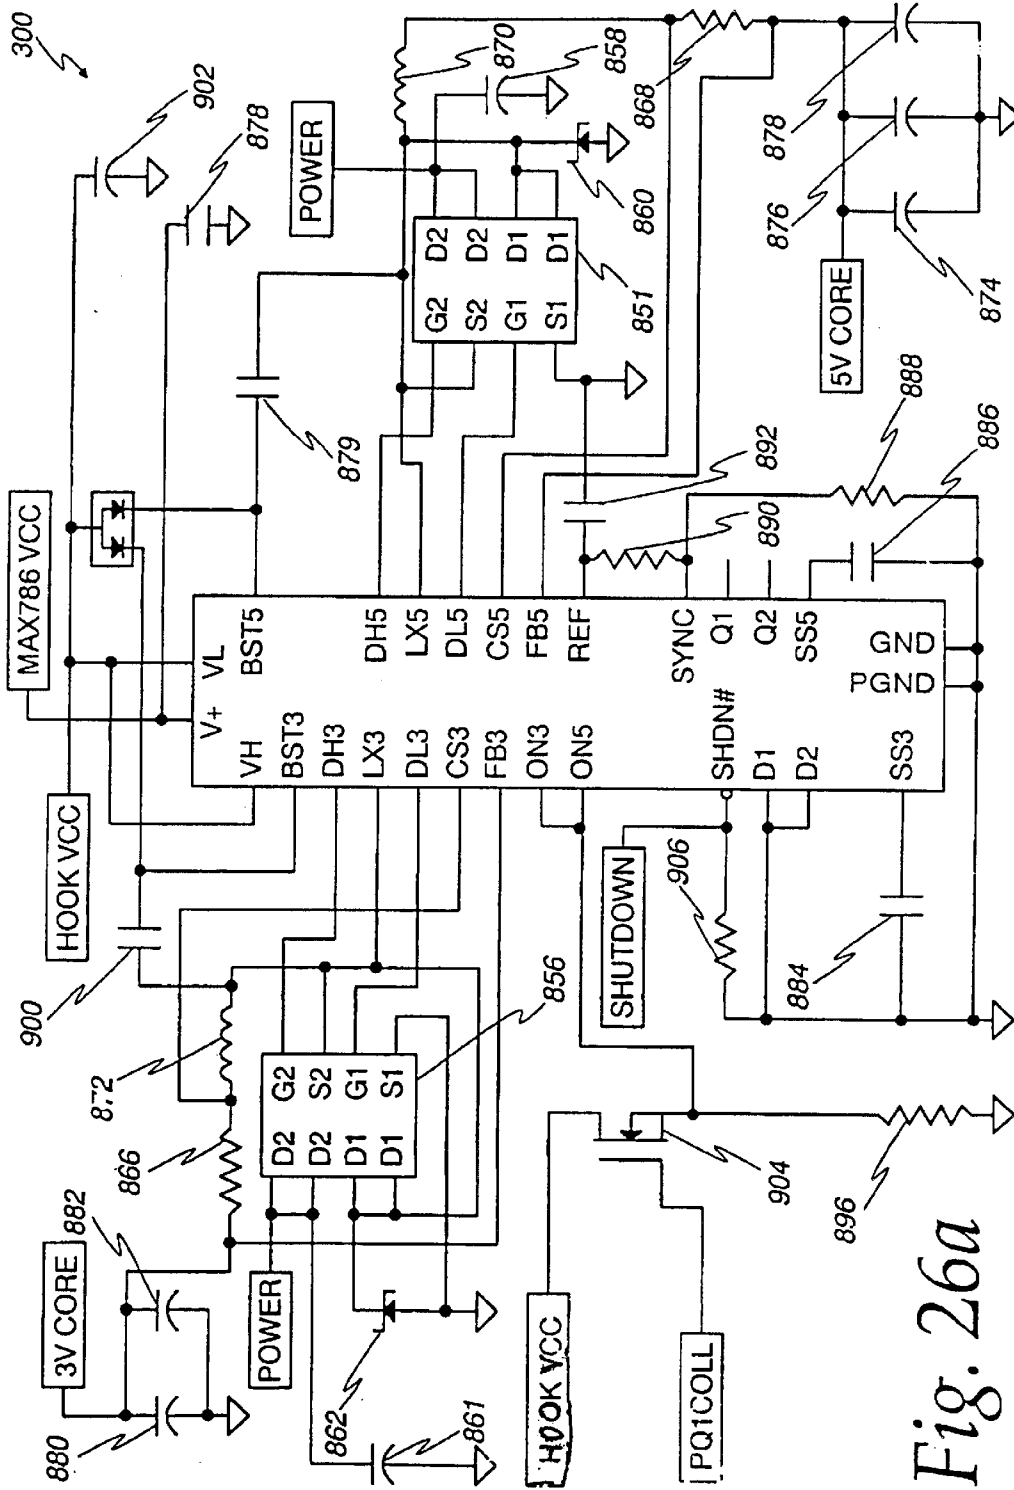 300
902
878
870
858
POWER
868
878
876
874
5V CORE
860
D2
D2
D1
D1
G2
S2
G1
S1
851
879
MAX786 VCC
HOOK VCC
892
890
888
886
V+
VL
BST5
DH5
LX5
DL5
CS5
FB5
REF
SYNC
Q1
Q2
SS5
GND
PGND
VH
BST3
DH3
LX3
DL3
CS3
FB3
ON3
ON5
SHDN#
D1
D2
SS3
900
872
866
882
3V CORE
880
POWER
D2
D2
D1
D1
G2
S2
G1
S1
856
862
861
SHUTDOWN
906
884
HOOK VCC
PQ1COLL
904
896
Fig. 26a